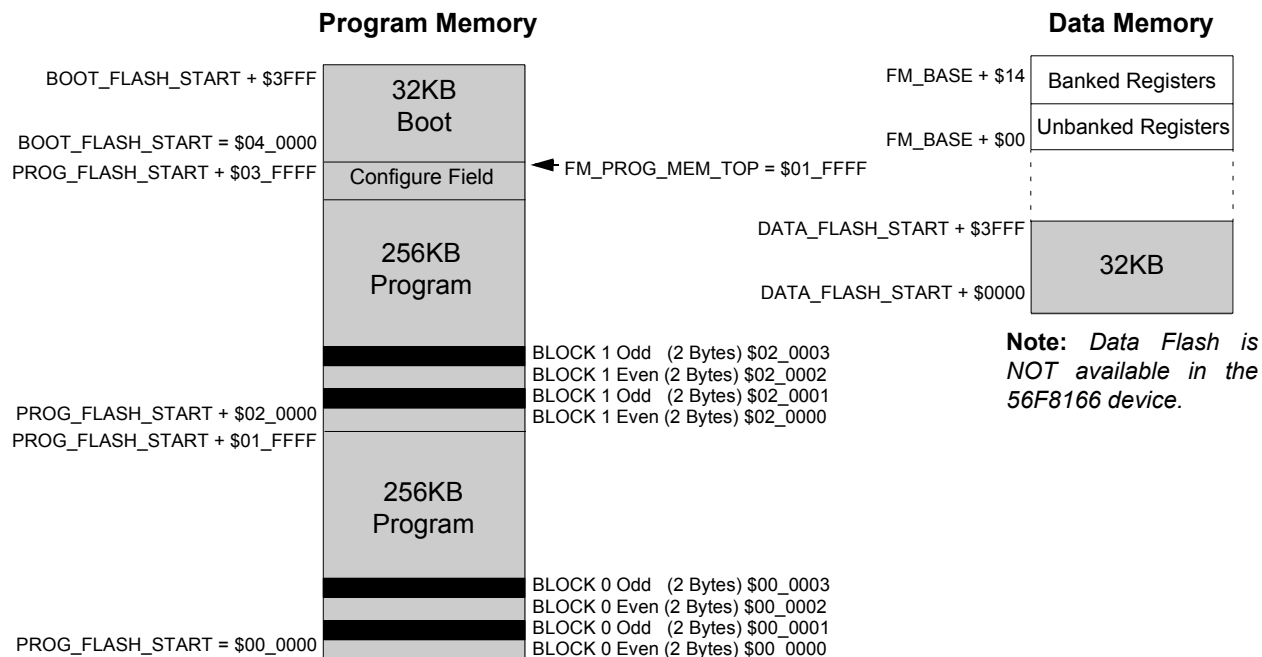 Program Memory
BOOT_FLASH_START + $3FFF
32KB
Boot
BOOT_FLASH_START = $04_0000
PROG_FLASH_START + $03_FFFF
Configure Field
FM_PROG_MEM_TOP = $01_FFFF
256KB
Program
BLOCK 1 Odd (2 Bytes) $02_0003
BLOCK 1 Even (2 Bytes) $02_0002
BLOCK 1 Odd (2 Bytes) $02_0001
PROG_FLASH_START + $02_0000
BLOCK 1 Even (2 Bytes) $02_0000
PROG_FLASH_START + $01_FFFF
256KB
Program
BLOCK 0 Odd (2 Bytes) $00_0003
BLOCK 0 Even (2 Bytes) $00_0002
BLOCK 0 Odd (2 Bytes) $00_0001
PROG_FLASH_START = $00_0000
BLOCK 0 Even (2 Bytes) $00_0000
Data Memory
FM_BASE + $14
Banked Registers
Unbanked Registers
FM_BASE + $00
DATA_FLASH_START + $3FFF
32KB
DATA_FLASH_START + $0000
Note: Data Flash is
NOT available in the
56F8166 device.